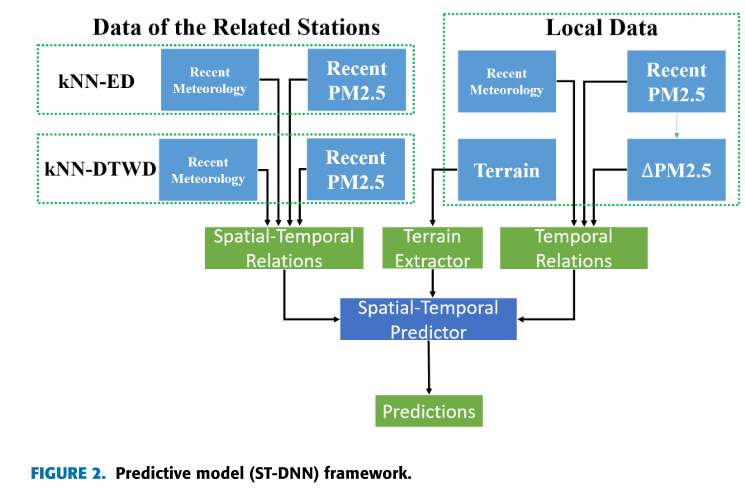 Data of the Related Stations
Local Data
kNN-ED
Recent
Meteorology
Recent
PM2.5
Recent
Meteorology
Recent
PM2.5
kNN-DTWD
Recent
Meteorology
Recent
PM2.5
Terrain
ΔPM2.5
Spatial-Temporal
Relations
Terrain
Extractor
Temporal
Relations
Spatial-Temporal
Predictor
Predictions
FIGURE 2. Predictive model (ST-DNN) framework.